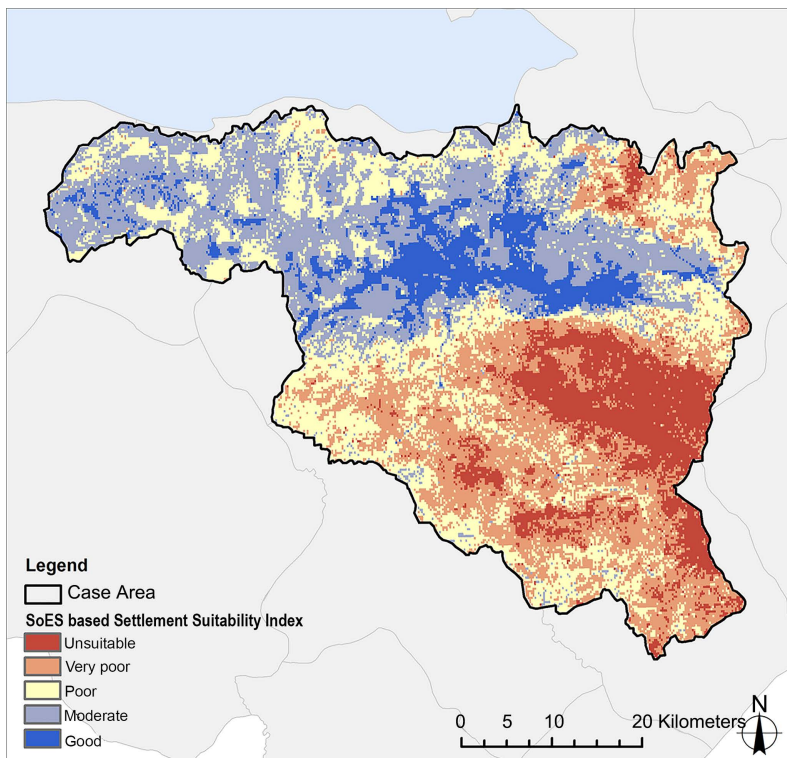 Legend
Case Area
SoES based Settlement Suitability Index
Unsuitable
Very poor
Poor
Moderate
Good
0 5 10 20 Kilometers
N